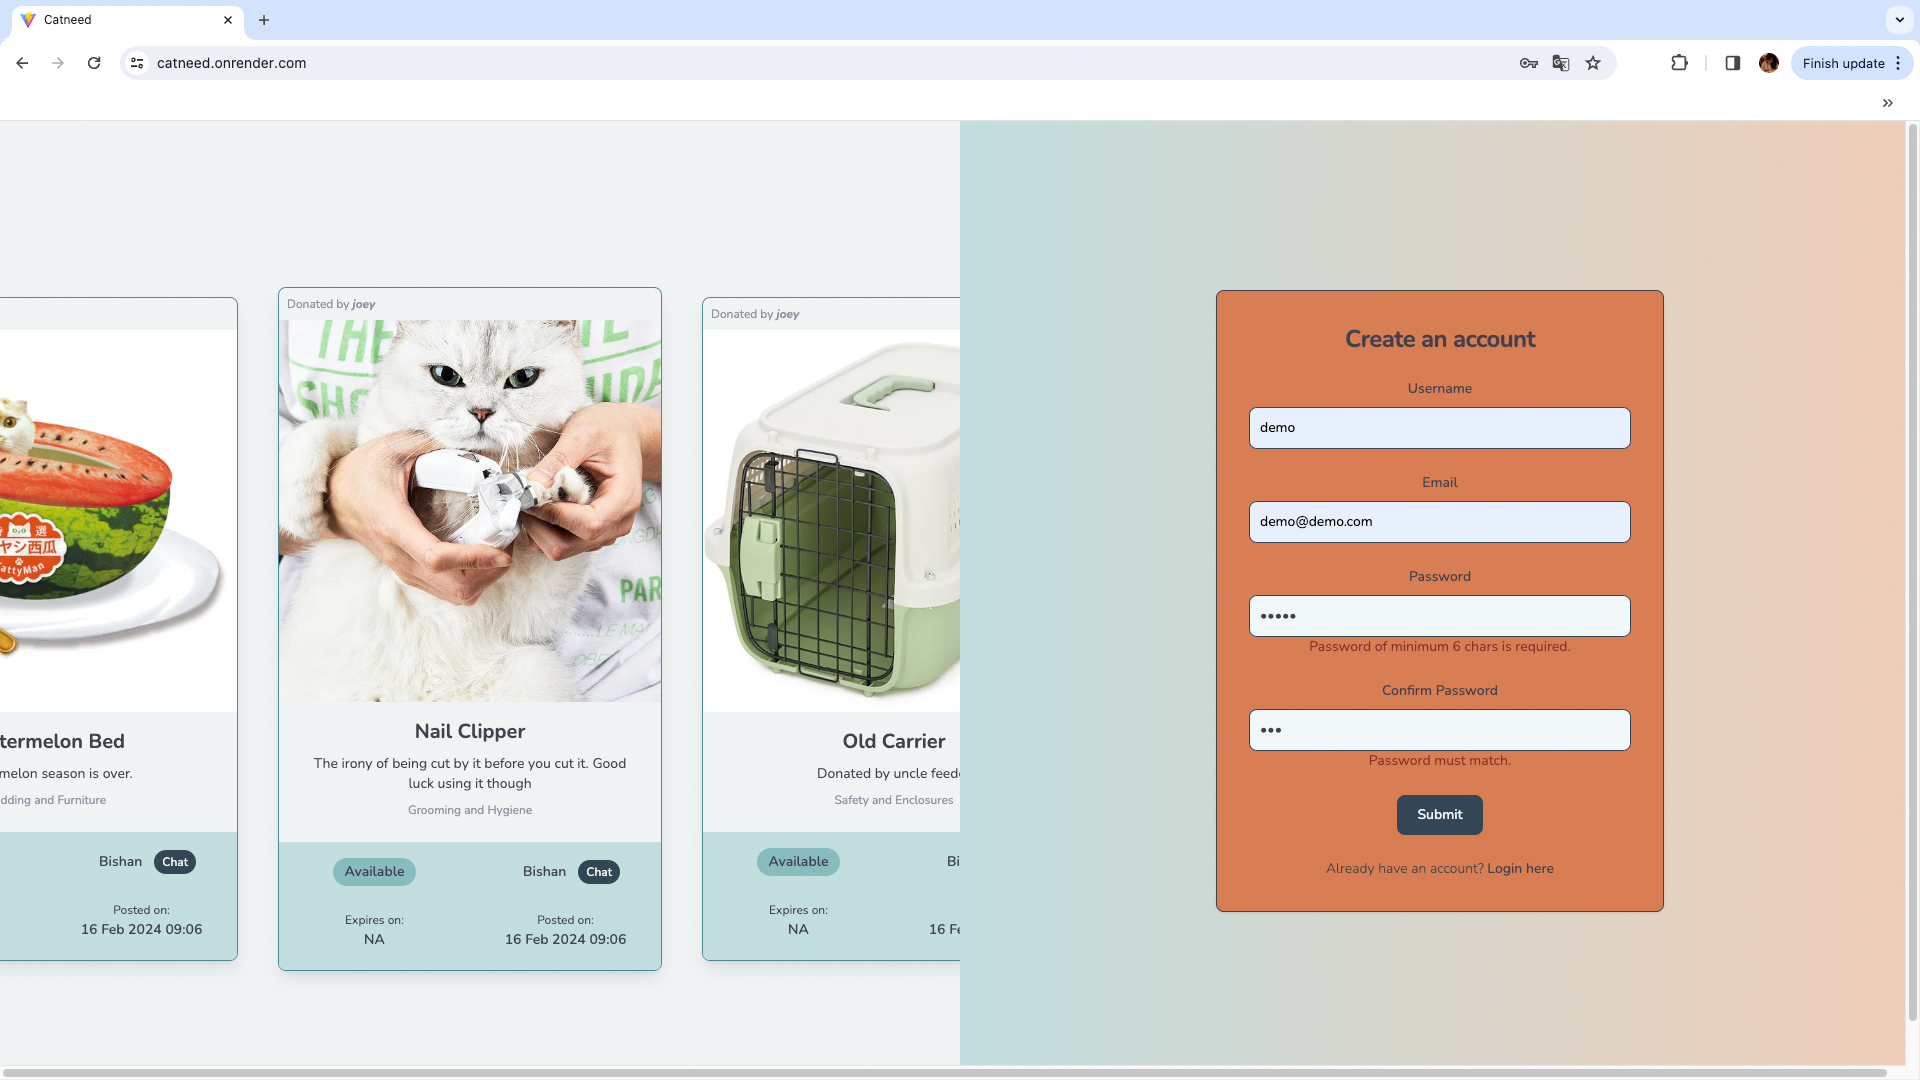 Catneed
catneed.onrender.com
Finish update
termelon Bed
melon season is over.
dding and Furniture
Bishan Chat
Posted on:
16 Feb 2024 09:06
Donated by joey
THE
PAR
Nail Clipper
The irony of being cut by it before you cut it. Good
luck using it though
Grooming and Hygiene
Available Bishan Chat
Expires on: Posted on:
NA 16 Feb 2024 09:06
Donated by joey
Old Carrier
Donated by uncle feed
Safety and Enclosures
Available Bi
Expires on:
NA 16 Fe
Create an account
Username
demo
Email
demo@demo.com
Password
•••••
Password of minimum 6 chars is required.
Confirm Password
•••
Password must match.
Submit
Already have an account? Login here